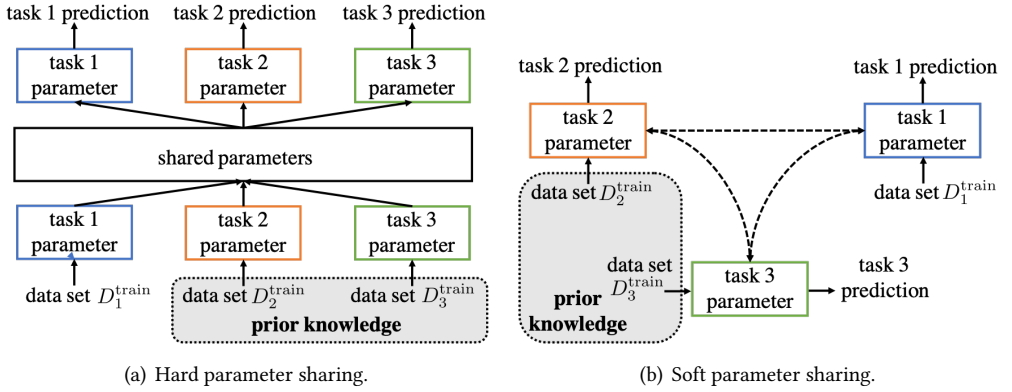 task 1 prediction
task 2 prediction
task 3 prediction
task 1
parameter
task 2
parameter
task 3
parameter
shared parameters
task 1
parameter
task 2
parameter
task 3
parameter
data set D_1^train
data set D_2^train
data set D_3^train
prior knowledge
(a) Hard parameter sharing.
task 2 prediction
task 1 prediction
task 2
parameter
task 1
parameter
data set D_2^train
data set D_1^train
data set
D_3^train
prior
knowledge
task 3
parameter
task 3
prediction
(b) Soft parameter sharing.